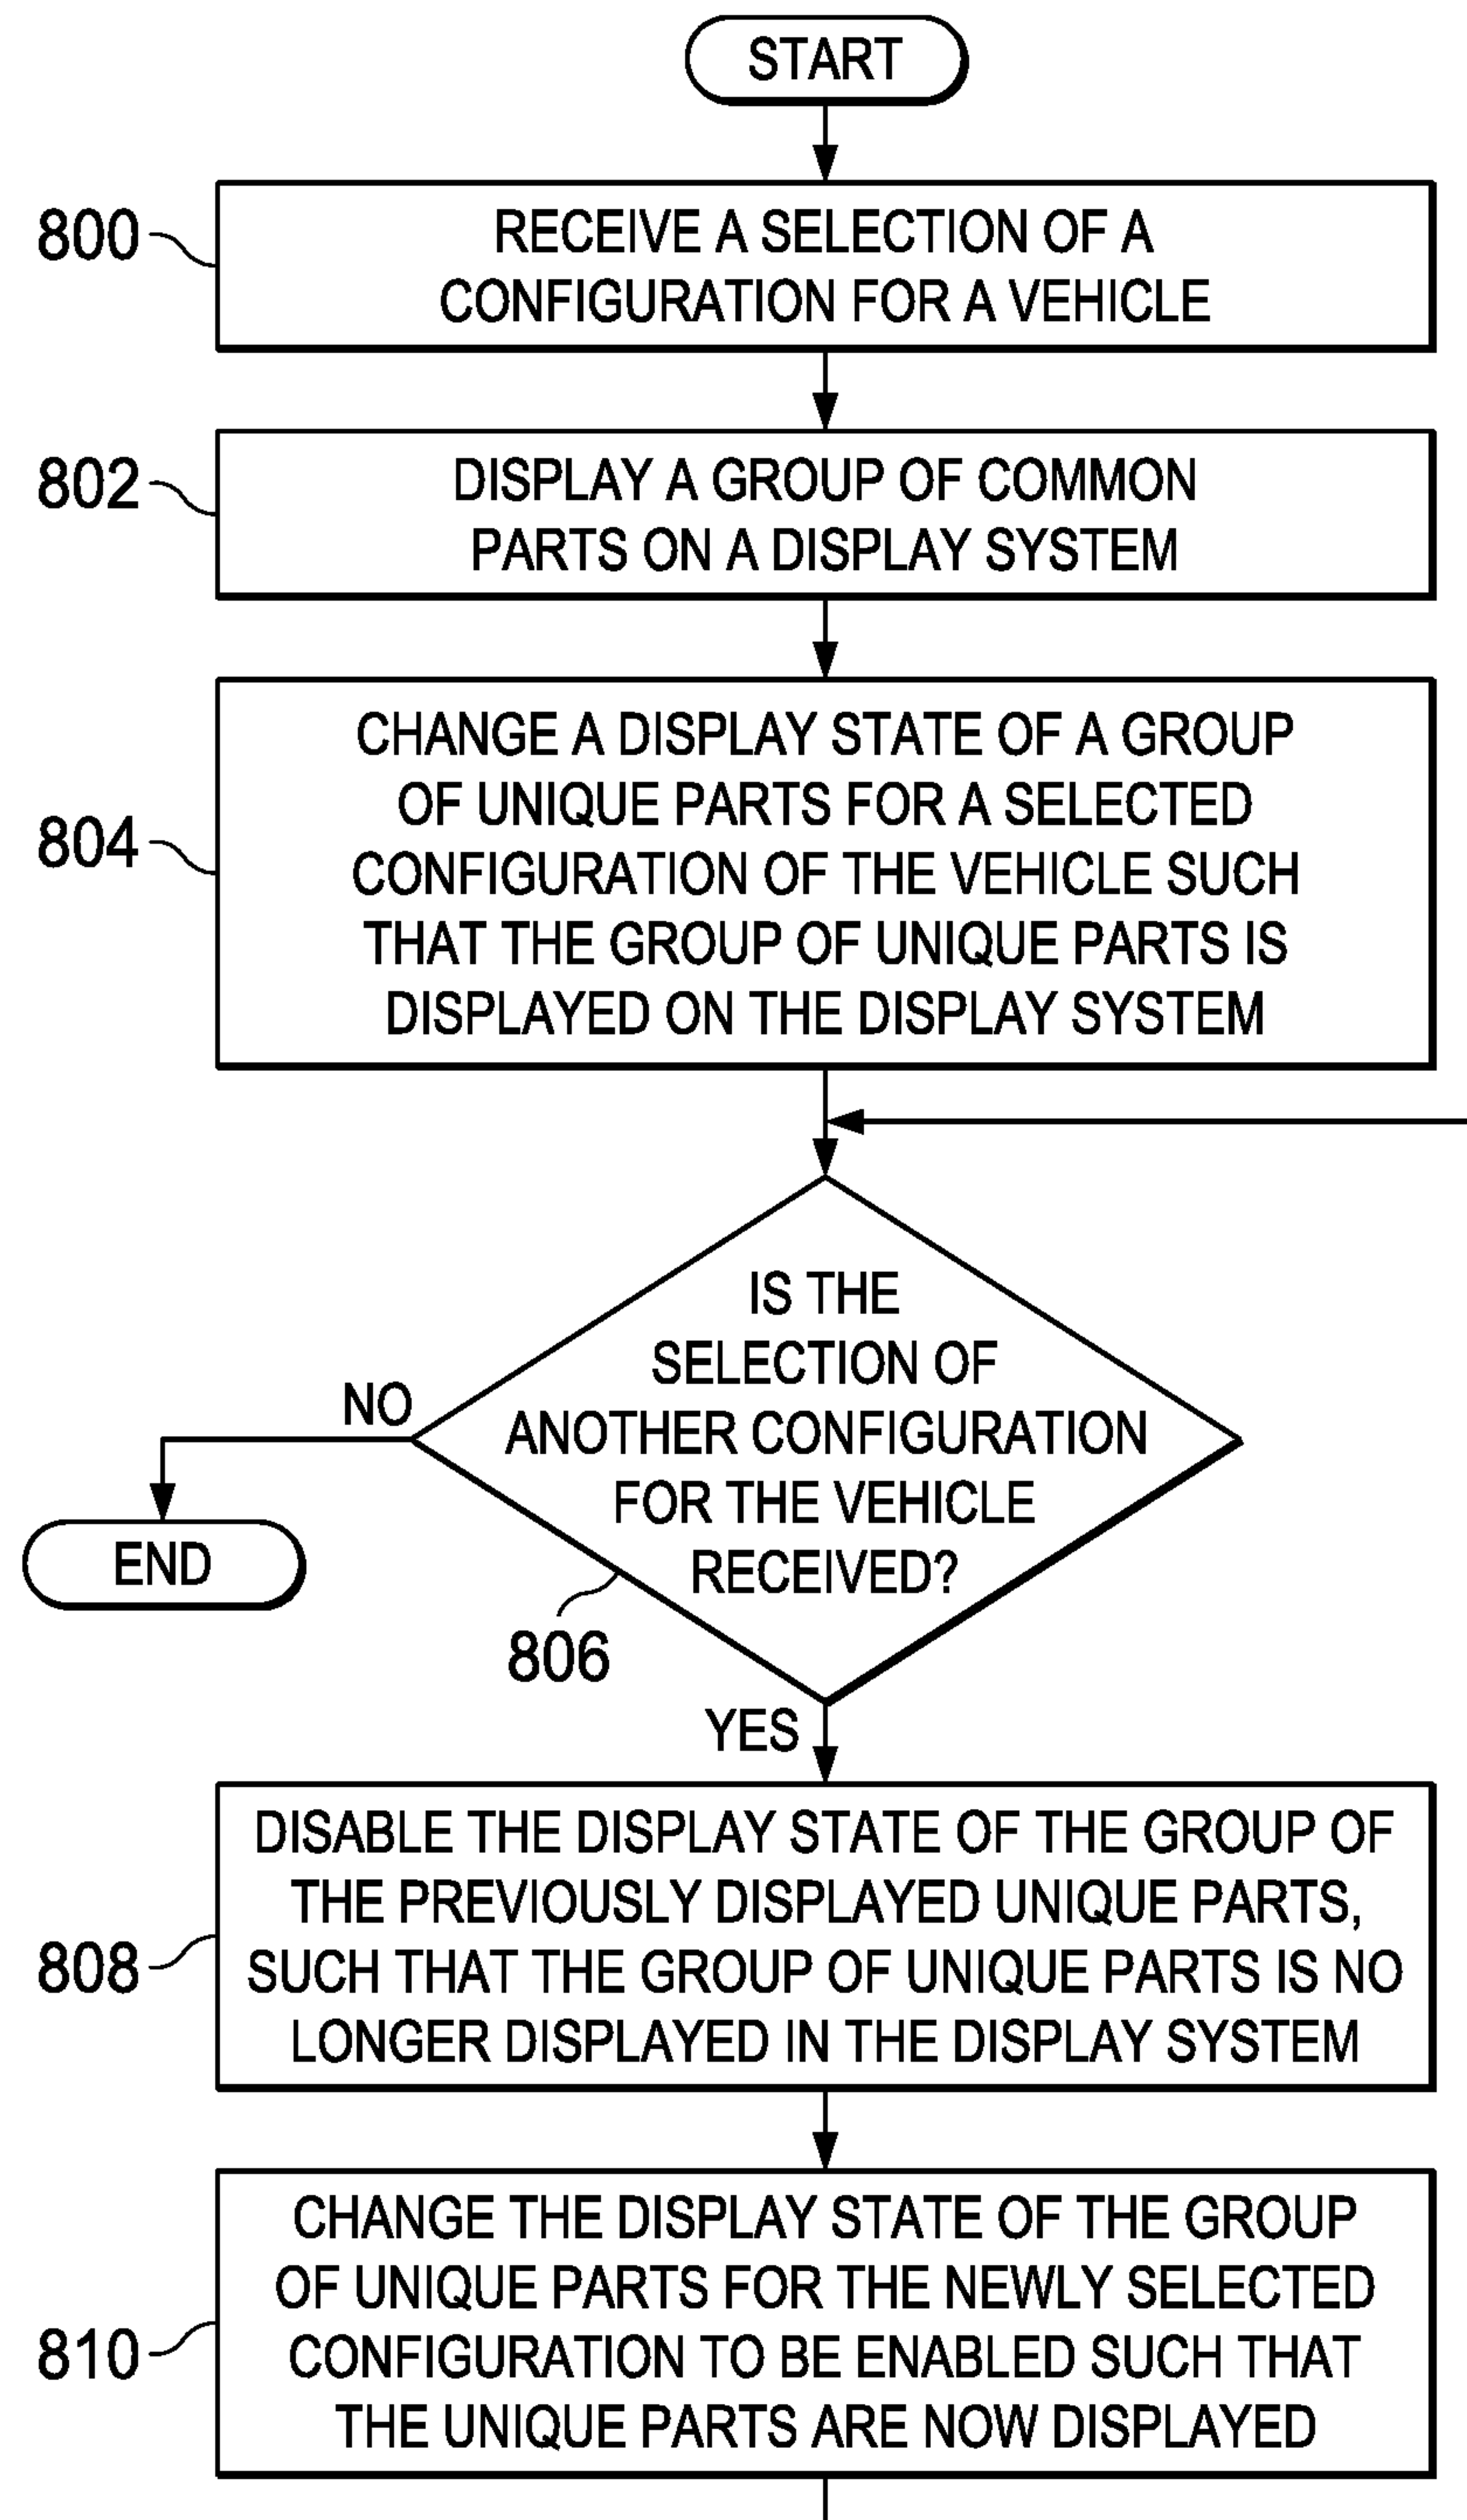 START
800
RECEIVE A SELECTION OF A
CONFIGURATION FOR A VEHICLE
802
DISPLAY A GROUP OF COMMON
PARTS ON A DISPLAY SYSTEM
804
CHANGE A DISPLAY STATE OF A GROUP
OF UNIQUE PARTS FOR A SELECTED
CONFIGURATION OF THE VEHICLE SUCH
THAT THE GROUP OF UNIQUE PARTS IS
DISPLAYED ON THE DISPLAY SYSTEM
IS THE
SELECTION OF
ANOTHER CONFIGURATION
FOR THE VEHICLE
RECEIVED?
NO
END
806
YES
808
DISABLE THE DISPLAY STATE OF THE GROUP OF
THE PREVIOUSLY DISPLAYED UNIQUE PARTS,
SUCH THAT THE GROUP OF UNIQUE PARTS IS NO
LONGER DISPLAYED IN THE DISPLAY SYSTEM
810
CHANGE THE DISPLAY STATE OF THE GROUP
OF UNIQUE PARTS FOR THE NEWLY SELECTED
CONFIGURATION TO BE ENABLED SUCH THAT
THE UNIQUE PARTS ARE NOW DISPLAYED